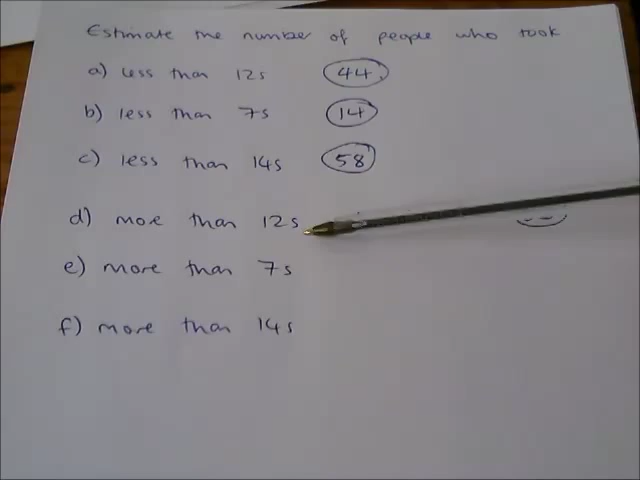 Estimate the number of people who took
a) less than 12s 44
b) less than 7s 14
c) less than 14s 58
d) more than 12s
e) more than 7s
f) more than 14s